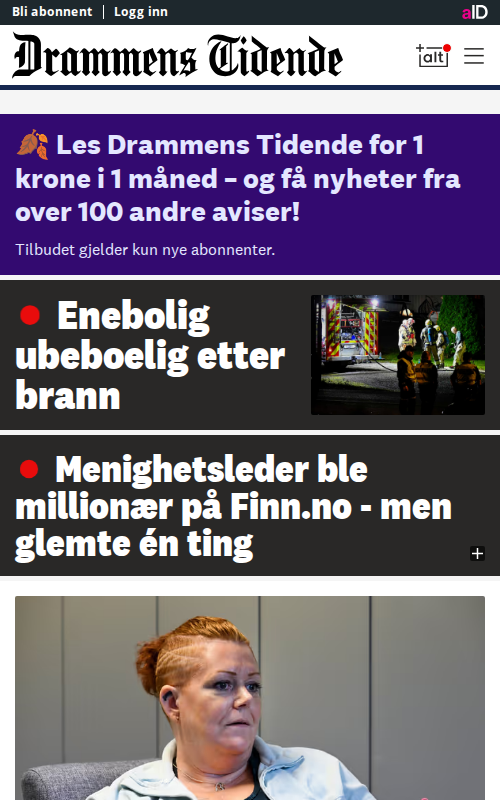 Bli abonnent | Logg inn
aID
Drammens Tidende
+alt
🍂 Les Drammens Tidende for 1
krone i 1 måned – og få nyheter fra
over 100 andre aviser!
Tilbudet gjelder kun nye abonnenter.
Enebolig
ubeboelig etter
brann
Menighetsleder ble
millionær på Finn.no - men
glemte én ting
+